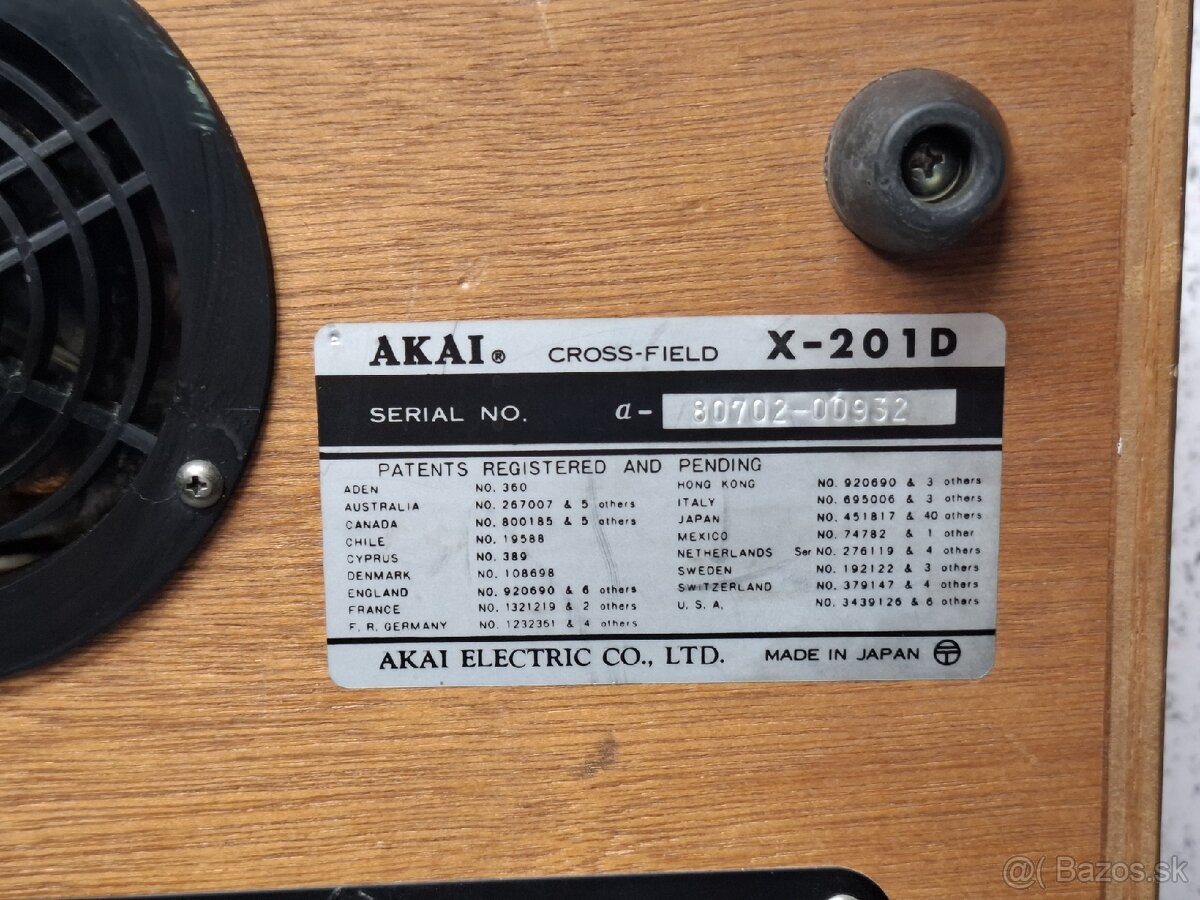 AKAI® CROSS-FIELD X-201D
SERIAL NO. a- 80702-00932
PATENTS REGISTERED AND PENDING
ADEN NO. 360
AUSTRALIA NO. 267007 & 5 others
CANADA NO. 800185 & 5 others
CHILE NO. 19588
CYPRUS NO. 389
DENMARK NO. 108698
ENGLAND NO. 920690 & 6 others
FRANCE NO. 1321219 & 2 others
F. R. GERMANY NO. 1232361 & 4 others
HONG KONG NO. 920690 & 3 others
ITALY NO. 695006 & 3 others
JAPAN NO. 451817 & 40 others
MEXICO NO. 74782 & 1 other
NETHERLANDS Ser NO. 276119 & 4 others
SWEDEN NO. 192122 & 3 others
SWITZERLAND NO. 379147 & 4 others
U. S. A. NO. 3439126 & 6 others
AKAI ELECTRIC CO., LTD. MADE IN JAPAN
@( Bazos.sk